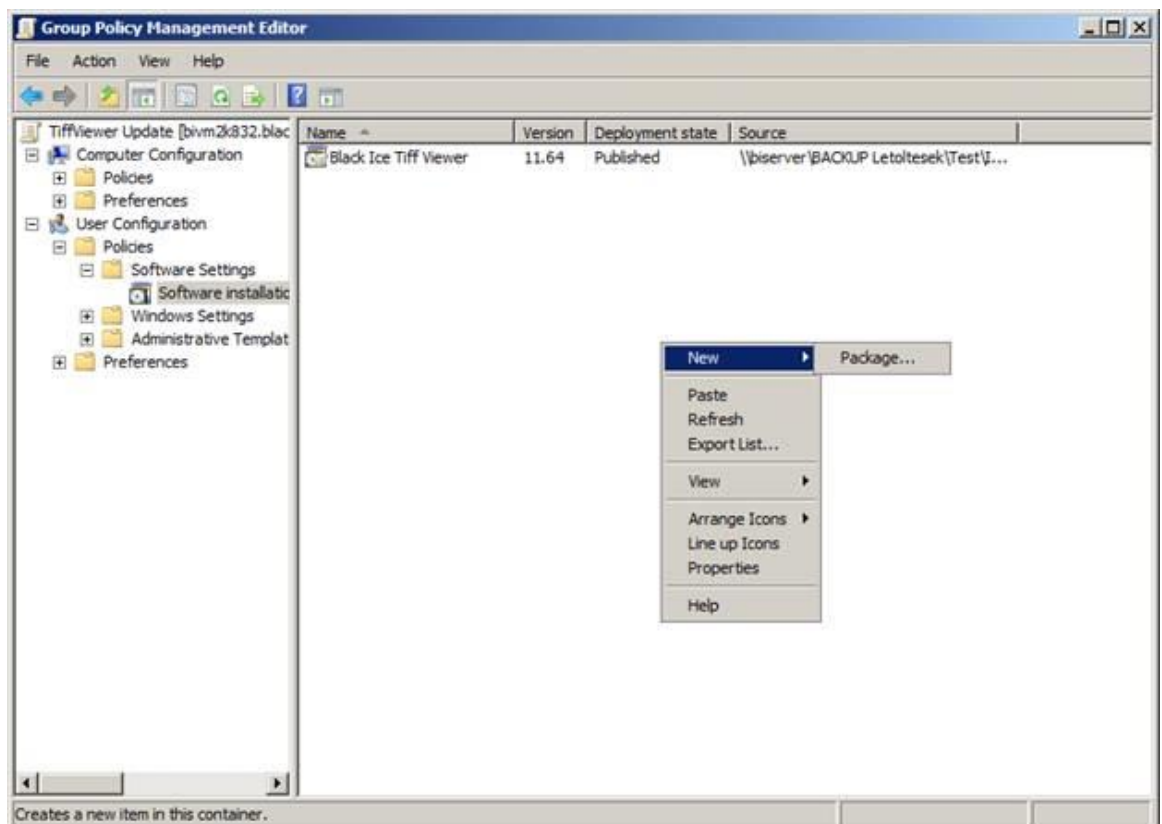 Group Policy Management Editor
File Action View Help
TiffViewer Update [bivm2k832.blac
Computer Configuration
Policies
Preferences
User Configuration
Policies
Software Settings
Software installatic
Windows Settings
Administrative Templat
Preferences
Name Version Deployment state Source
Black Ice Tiff Viewer 11.64 Published \\biserver\BACKUP Letoltesek\Test\I...
New Package...
Paste
Refresh
Export List...
View
Arrange Icons
Line up Icons
Properties
Help
Creates a new item in this container.